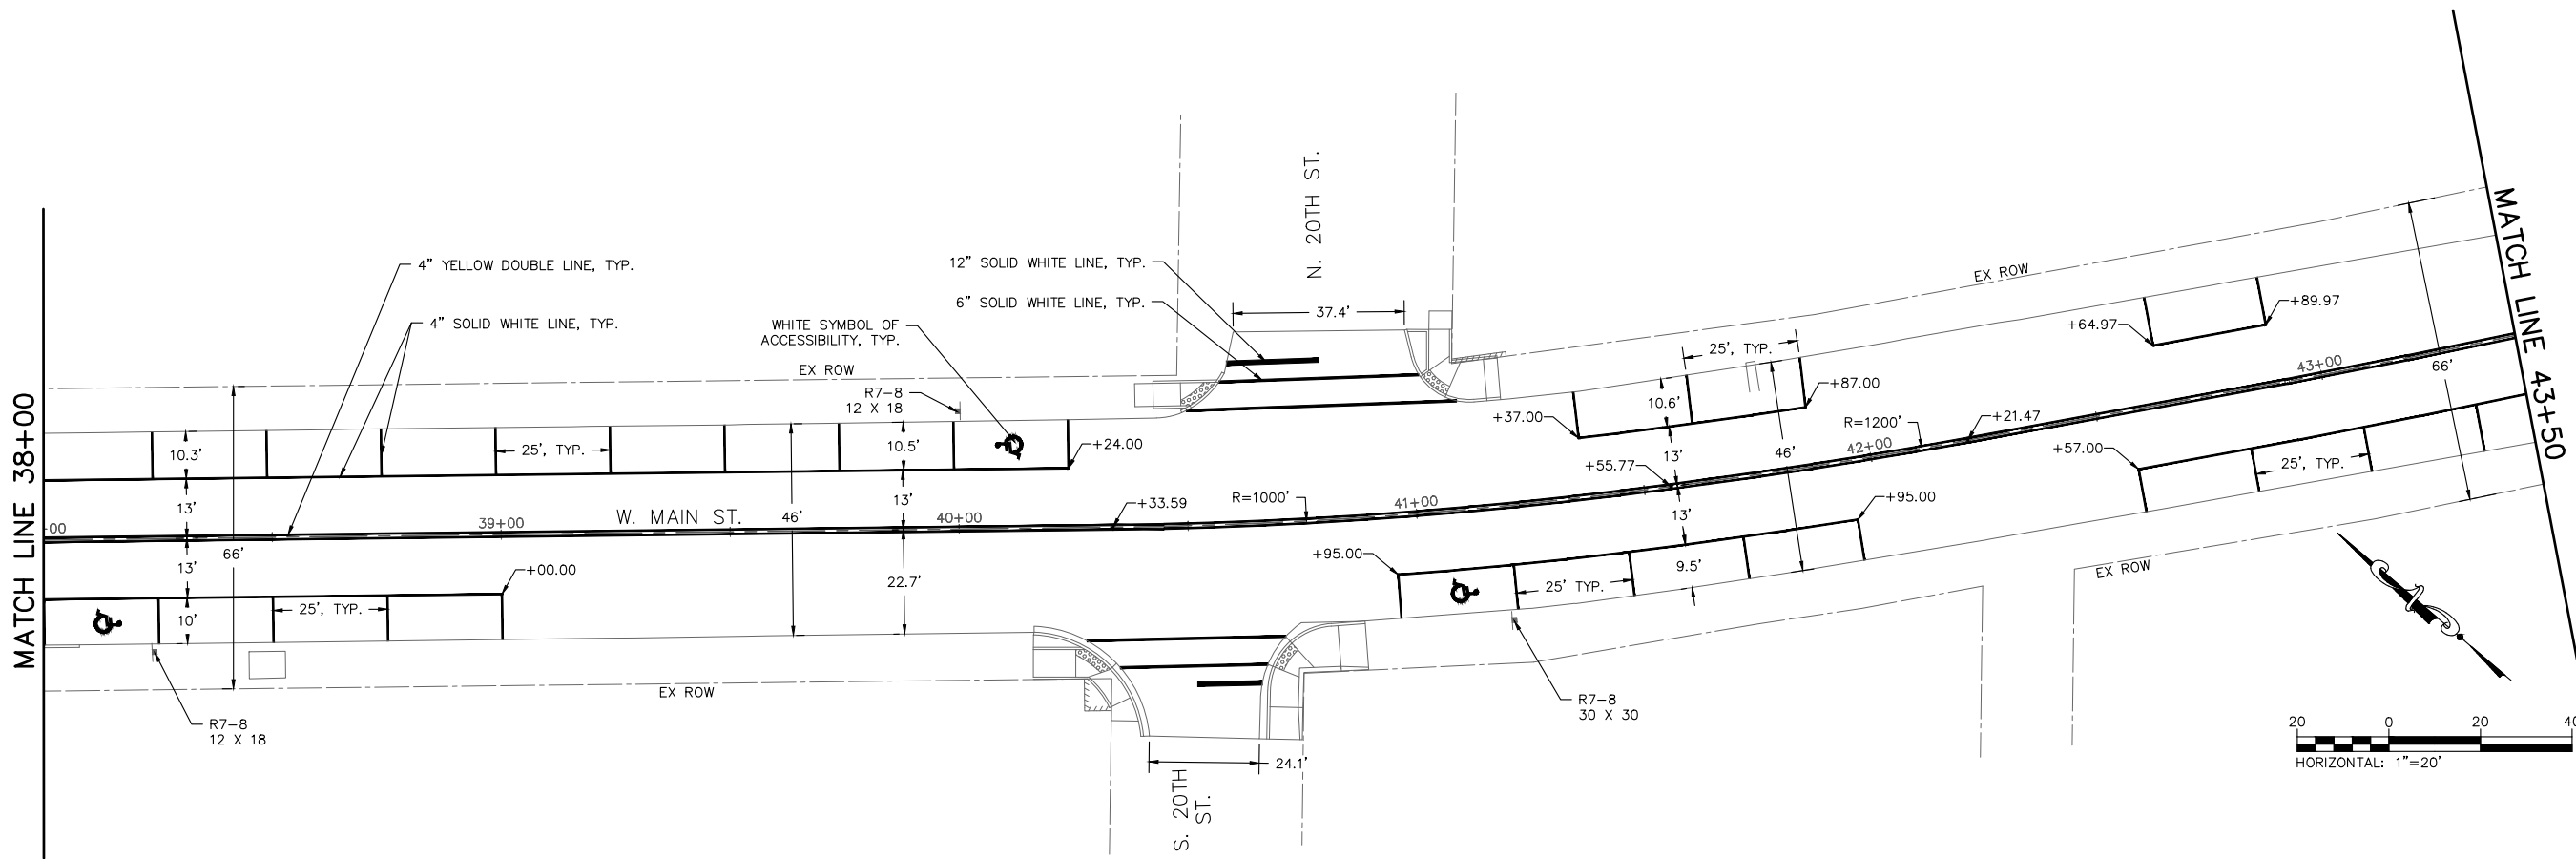 MATCH LINE 38+00
4" YELLOW DOUBLE LINE, TYP.
4" SOLID WHITE LINE, TYP.
WHITE SYMBOL OF
ACCESSIBILITY, TYP.
12" SOLID WHITE LINE, TYP.
6" SOLID WHITE LINE, TYP.
N. 20TH ST.
37.4'
EX ROW
R7-8
12 X 18
10.3'
25', TYP.
10.5'
+24.00
13'
13'
46'
66'
+00
39+00
W. MAIN ST.
40+00
+33.59
R=1000'
41+00
13'
22.7'
+00.00
10'
25', TYP.
R7-8
12 X 18
EX ROW
S. 20TH
ST.
24.1'
+95.00
25' TYP.
9.5'
+95.00
R7-8
30 X 30
+37.00
10.6'
25', TYP.
+87.00
13'
+55.77
13'
46'
R=1200'
42+00
+21.47
EX ROW
+64.97
+89.97
43+00
66'
+57.00
25', TYP.
EX ROW
MATCH LINE 43+50
20 0 20 40
HORIZONTAL: 1"=20'